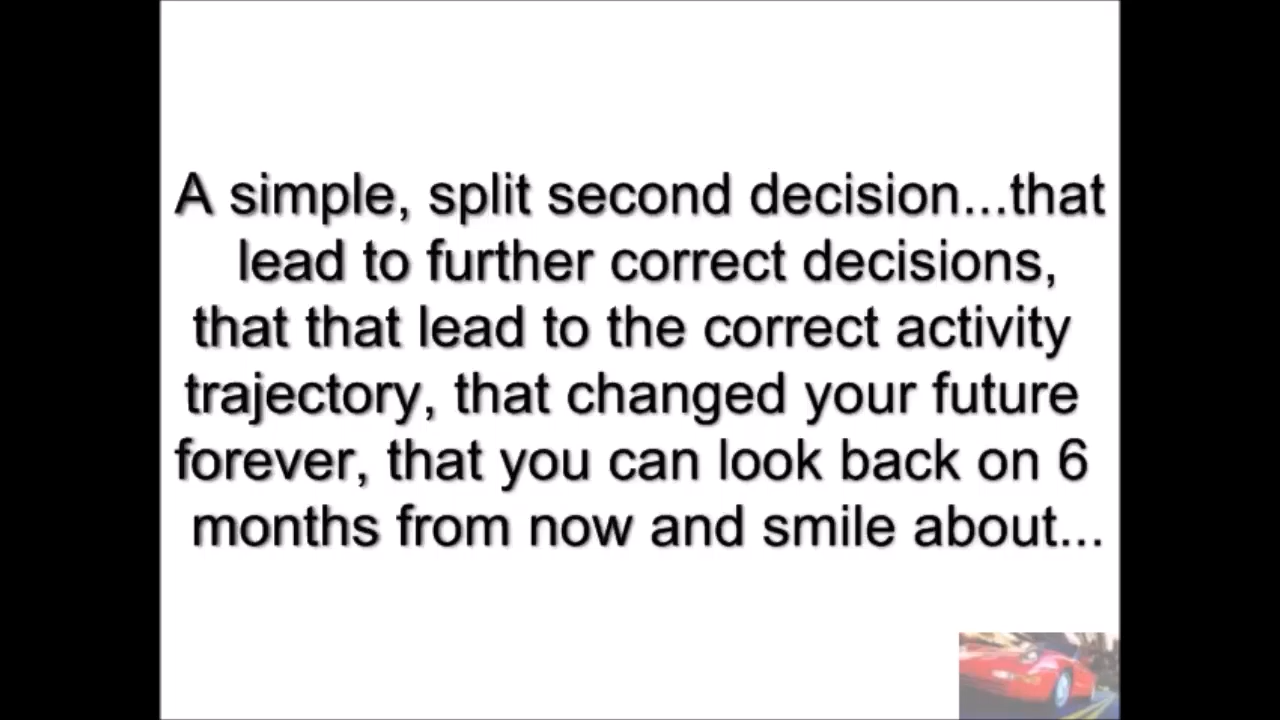 A simple, split second decision...that
lead to further correct decisions,
that that lead to the correct activity
trajectory, that changed your future
forever, that you can look back on 6
months from now and smile about...